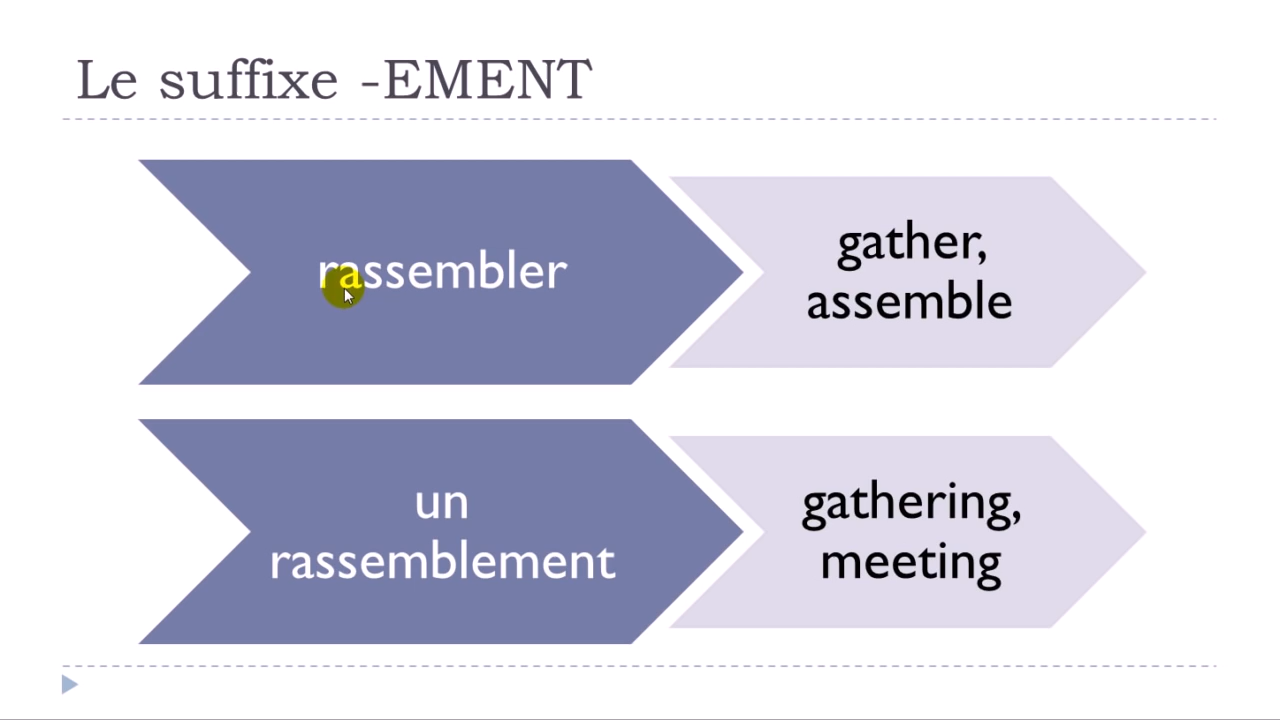 Le suffixe -EMENT
rassembler
gather,
assemble
un
rassemblement
gathering,
meeting